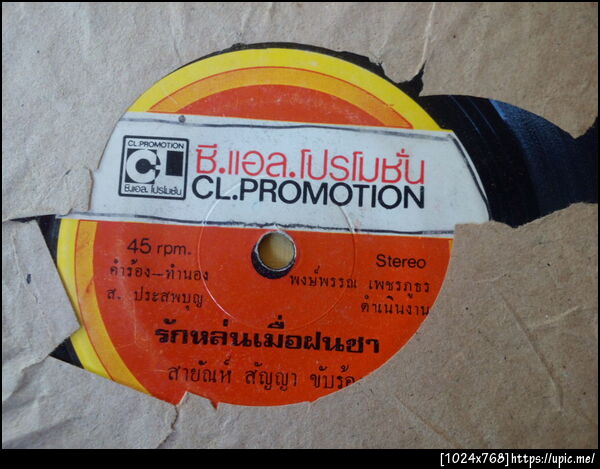 CL.PROMOTION
CL
ซี.แอล.โปรโมชั่น
ซี.แอล.โปรโมชั่น
CL.PROMOTION
45 rpm.
Stereo
คำร้อง-ทำนอง
พงษ์พรรณ เพชรภูธร
ส. ประสพบุญ
ดำเนินงาน
รักหล่นเมื่อฝนซา
สายัณห์ สัญญา ขับร้อ
[1024x768]https://upic.me/